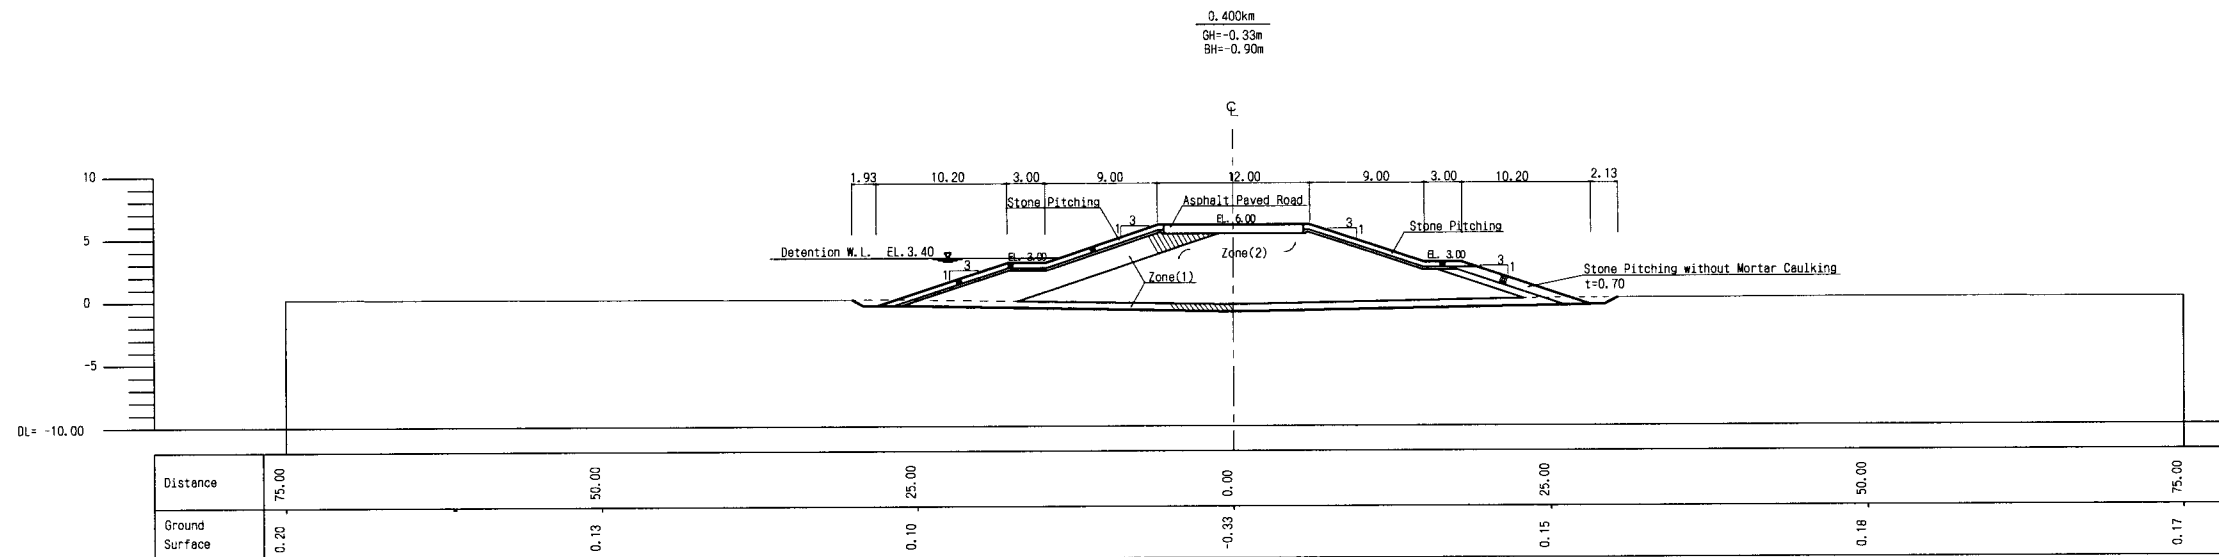 0.400km
GH=-0.33m
BH=-0.90m
℄
10
5
0
-5
DL= -10.00
1.93 10.20 3.00 9.00 12.00 9.00 3.00 10.20 2.13
Stone Pitching
Asphalt Paved Road
EL. 6.00
3
1
3
1
Stone Pitching
Detention W.L. EL.3.40
EL. 3.00
Zone(2)
EL. 3.00
3
1
3
1
Zone(1)
Stone Pitching without Mortar Caulking
t=0.70
Distance 75.00 50.00 25.00 0.00 25.00 50.00 75.00
Ground
Surface 0.20 0.13 0.10 -0.33 0.15 0.18 0.17